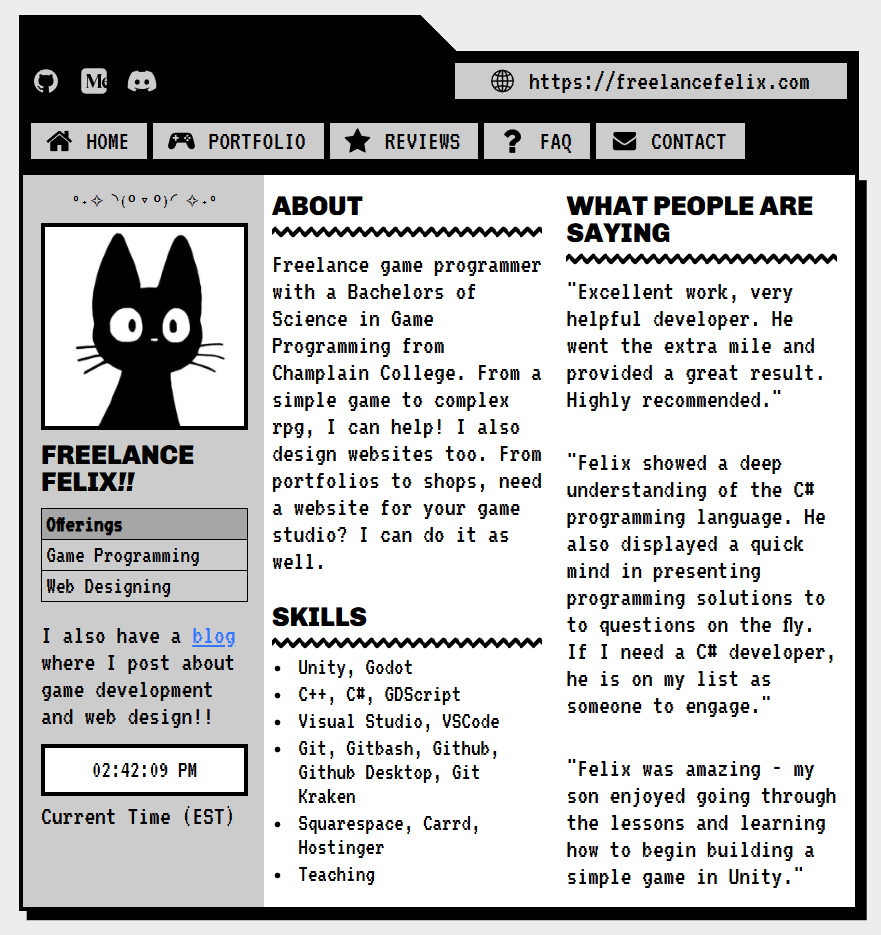 https://freelancefelix.com
HOME
PORTFOLIO
REVIEWS
FAQ
CONTACT
°˖✧◝(⁰▿⁰)◜✧˖°
FREELANCE
FELIX!!
Offerings
Game Programming
Web Designing
I also have a blog
where I post about
game development
and web design!!
02:42:09 PM
Current Time (EST)
ABOUT
Freelance game programmer
with a Bachelors of
Science in Game
Programming from
Champlain College. From a
simple game to complex
rpg, I can help! I also
design websites too. From
portfolios to shops, need
a website for your game
studio? I can do it as
well.
SKILLS
• Unity, Godot
• C++, C#, GDScript
• Visual Studio, VSCode
• Git, Gitbash, Github,
Github Desktop, Git
Kraken
• Squarespace, Carrd,
Hostinger
• Teaching
WHAT PEOPLE ARE
SAYING
"Excellent work, very
helpful developer. He
went the extra mile and
provided a great result.
Highly recommended."
"Felix showed a deep
understanding of the C#
programming language. He
also displayed a quick
mind in presenting
programming solutions to
to questions on the fly.
If I need a C# developer,
he is on my list as
someone to engage."
"Felix was amazing - my
son enjoyed going through
the lessons and learning
how to begin building a
simple game in Unity."